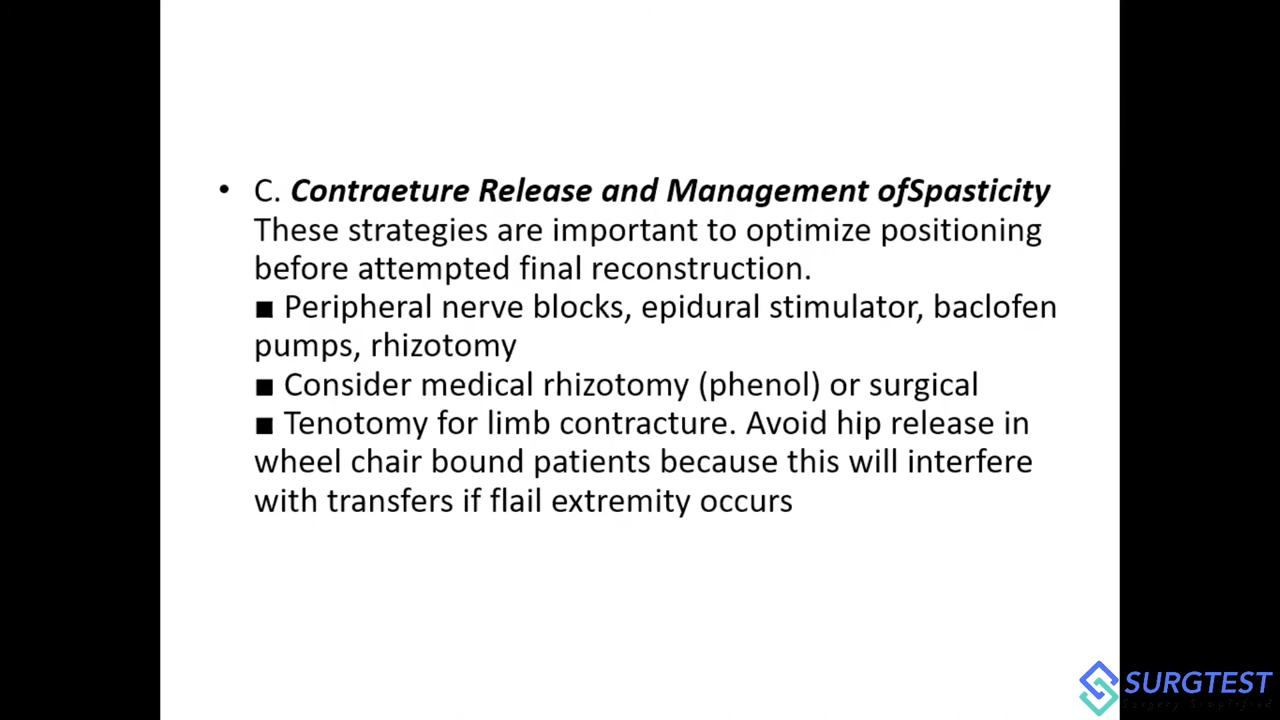 • C. Contraeture Release and Management ofSpasticity
These strategies are important to optimize positioning
before attempted final reconstruction.
■ Peripheral nerve blocks, epidural stimulator, baclofen
pumps, rhizotomy
■ Consider medical rhizotomy (phenol) or surgical
■ Tenotomy for limb contracture. Avoid hip release in
wheel chair bound patients because this will interfere
with transfers if flail extremity occurs
SURGTEST
Surgery Simplified